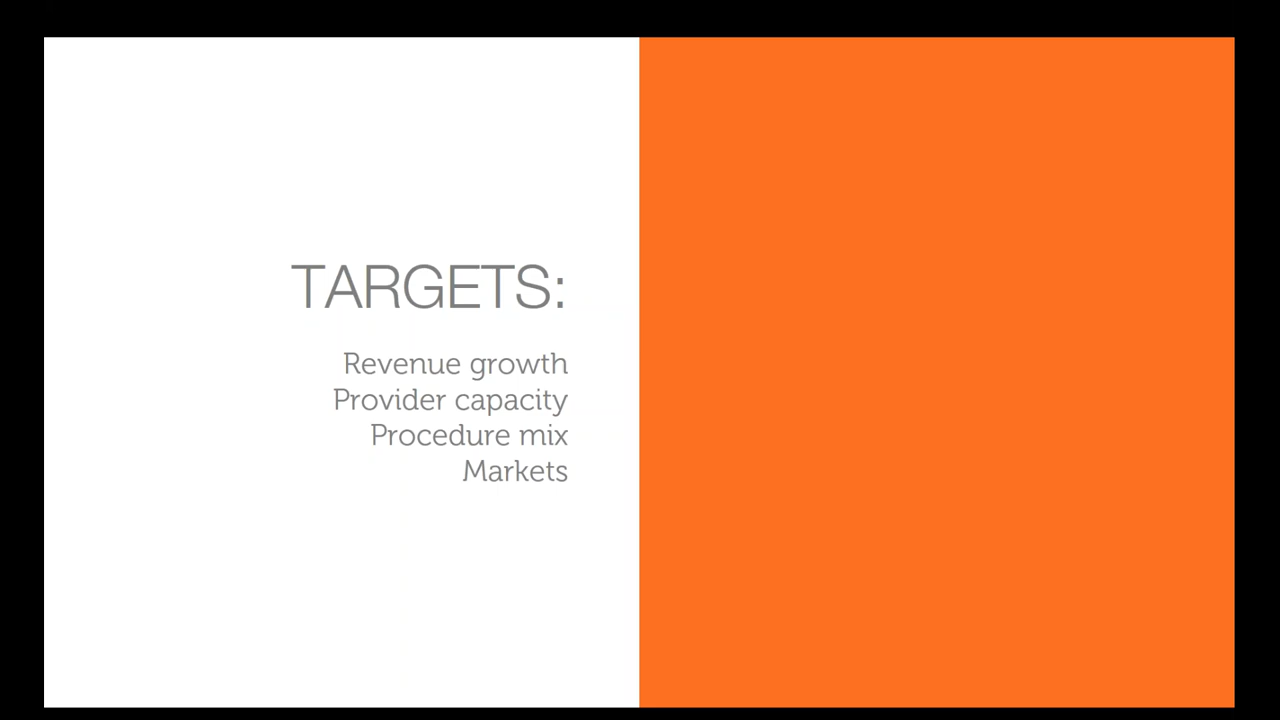 TARGETS:
Revenue growth
Provider capacity
Procedure mix
Markets